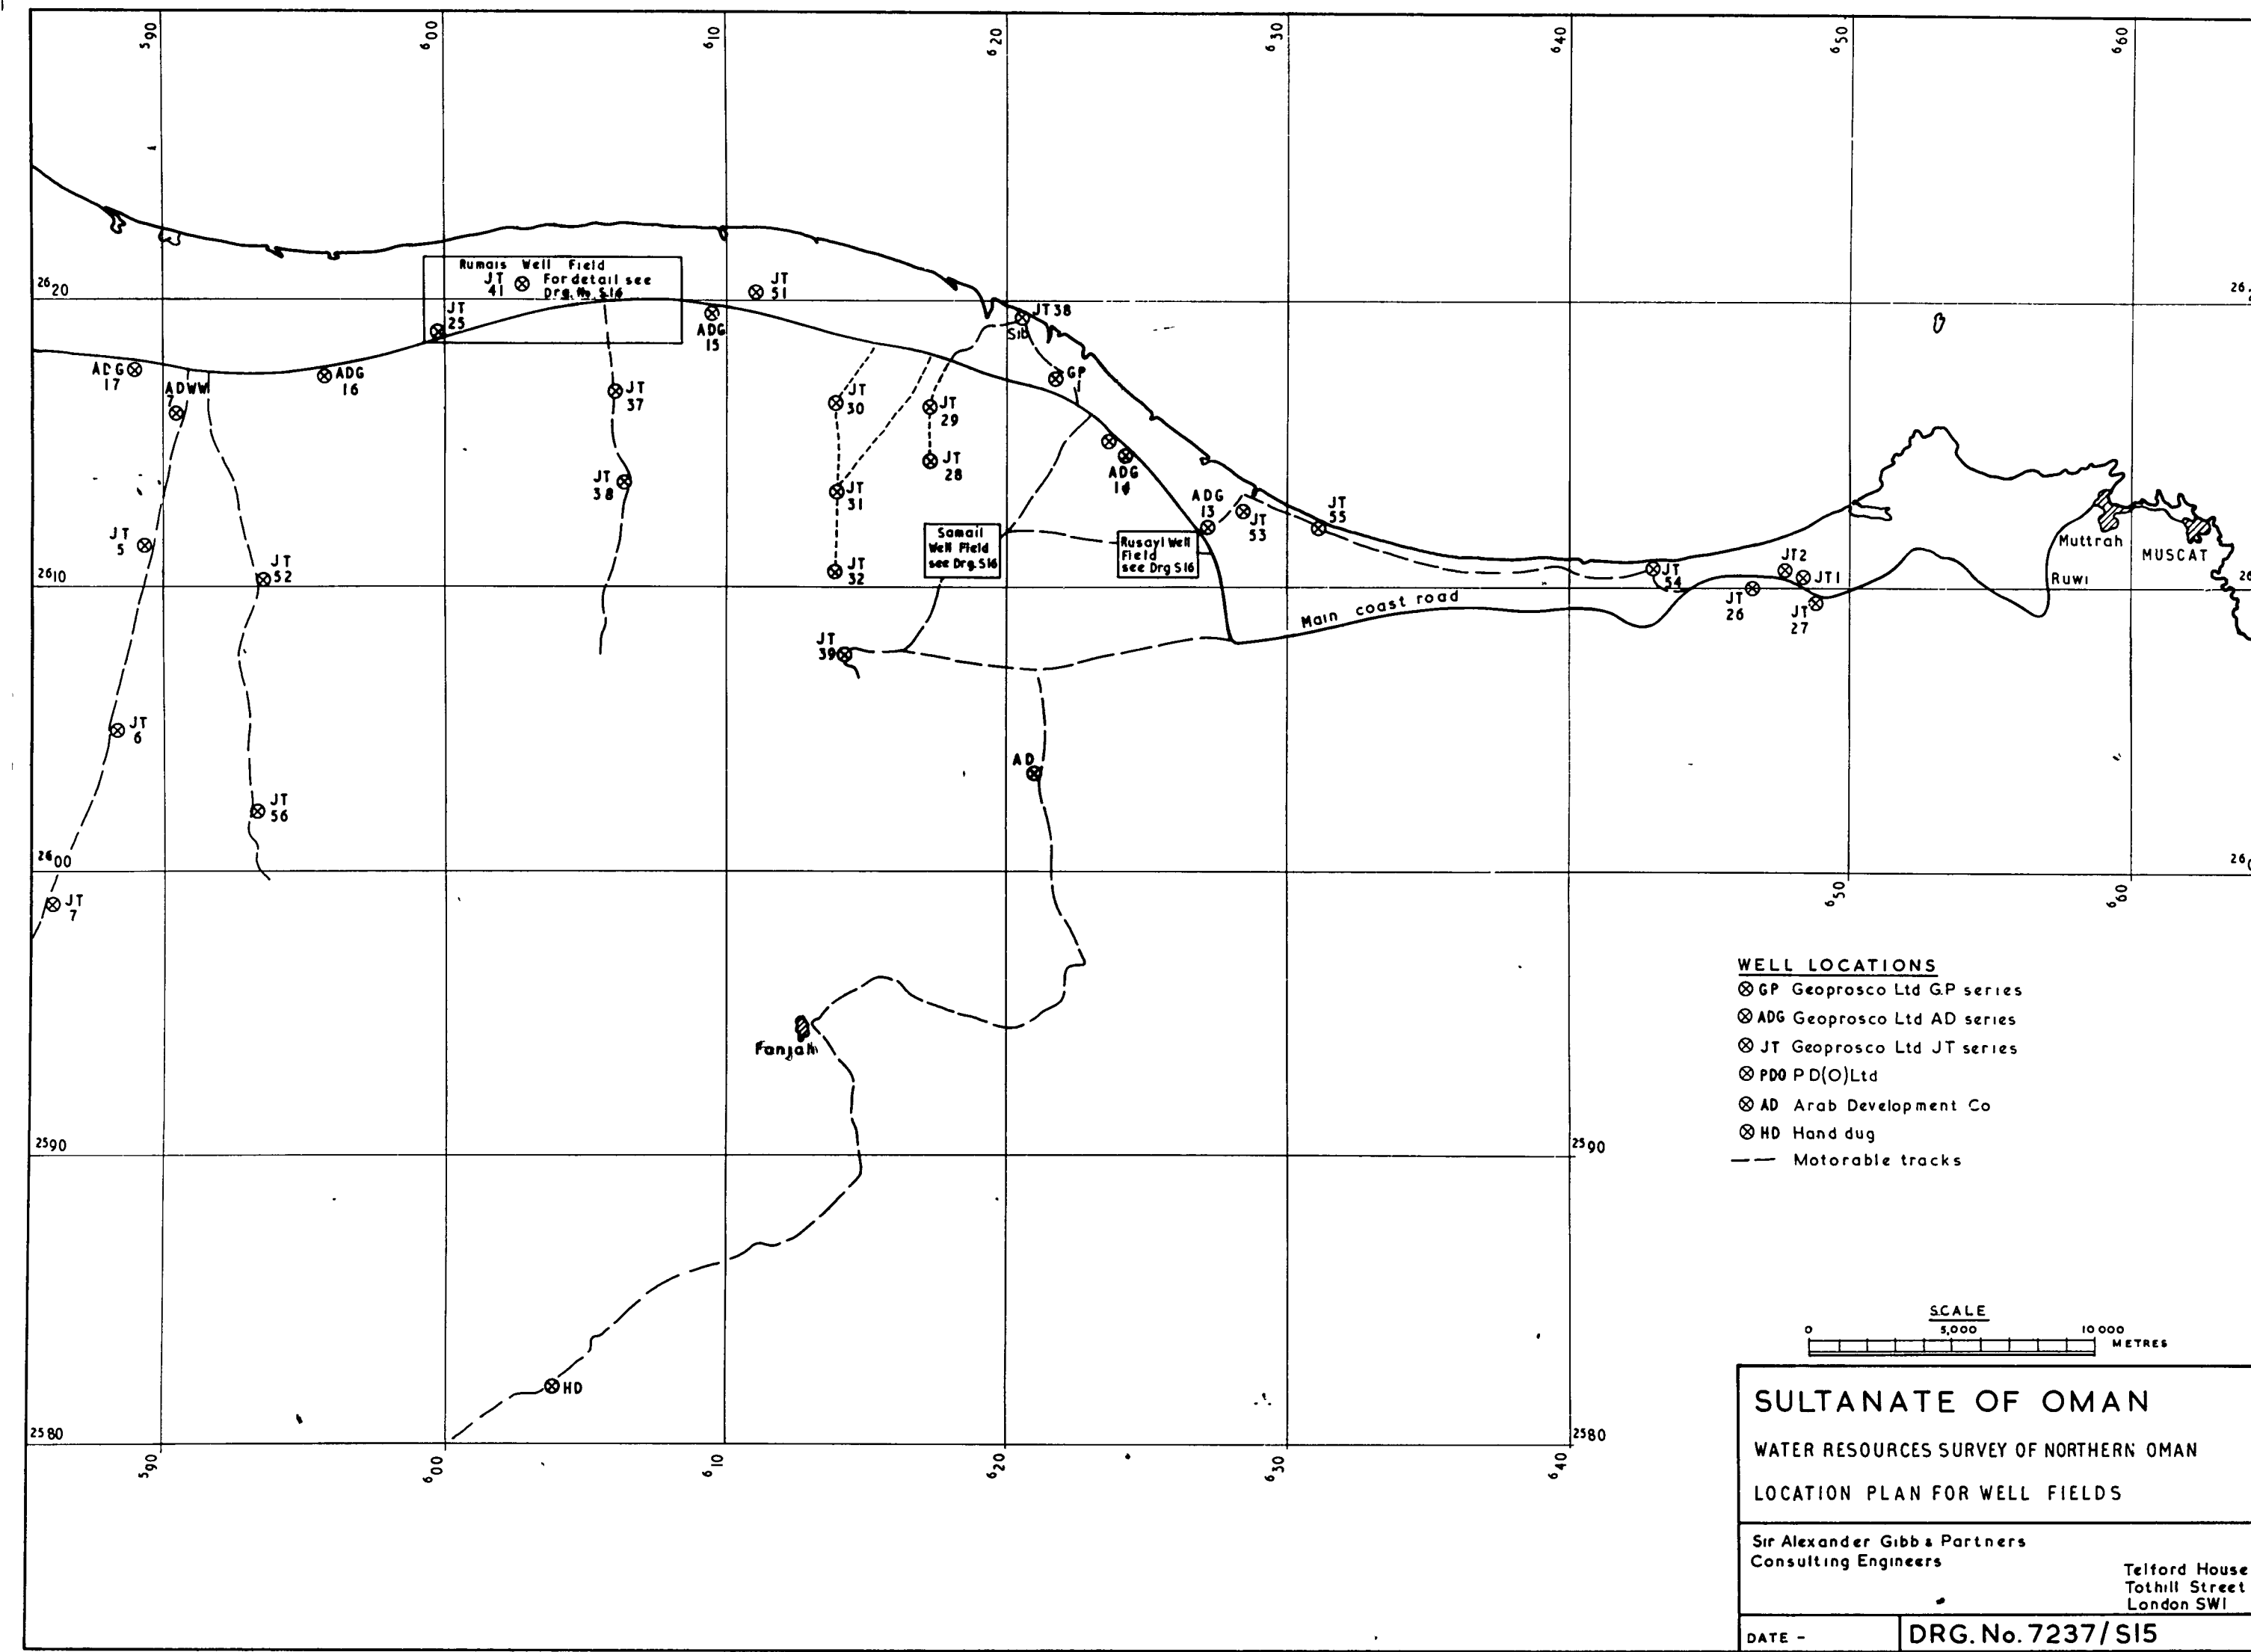 590
600
610
620
630
640
650
660
Rumais Well Field
JT
41
For detail see
Drg. No. S16
JT
51
2620
JT
25
ADG
15
JT38
Sib
ADG
17
ADWW
7
ADG
16
JT
37
JT
30
JT
29
GP
1
JT
28
ADG
14
JT
38
JT
31
ADG
13
JT
53
JT
55
Samail
Well Field
see Drg. S16
Rusayl Well
Field
see Drg S16
JT
5
JT
52
JT
32
2610
Muttrah
MUSCAT
JT2
JT1
Ruwi
JT
54
JT
26
JT
27
Main coast road
JT
39
JT
6
AD
JT
56
2600
650
660
JT
7
Fanjah
WELL LOCATIONS
GP Geoprosco Ltd G.P series
ADG Geoprosco Ltd AD series
JT Geoprosco Ltd JT series
PDO P D(O)Ltd
AD Arab Development Co
HD Hand dug
Motorable tracks
2590
2590
HD
2580
2580
590
600
610
620
630
640
SCALE
0 5,000 10 000
METRES
SULTANATE OF OMAN
WATER RESOURCES SURVEY OF NORTHERN OMAN
LOCATION PLAN FOR WELL FIELDS
Sir Alexander Gibb & Partners
Consulting Engineers
Telford House
Tothill Street
London SW1
DATE -
DRG. No. 7237/S15